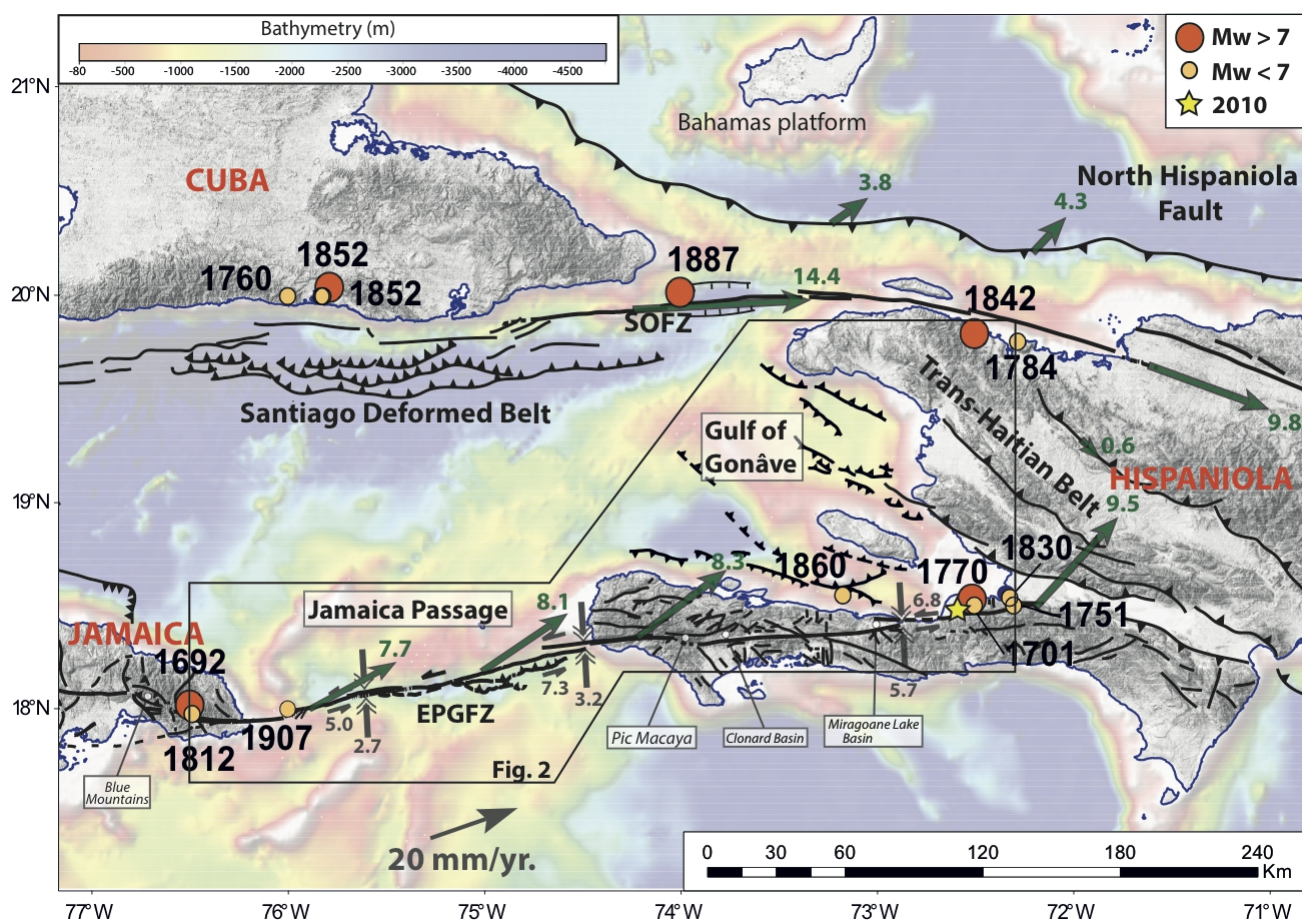 Bathymetry (m)
-80 -500 -1000 -1500 -2000 -2500 -3000 -3500 -4000 -4500
Mw > 7
Mw < 7
2010
21°N
20°N
19°N
18°N
Bahamas platform
CUBA
North Hispaniola
Fault
3.8
4.3
1852
1760
1852
1887
14.4
SOFZ
1842
1784
Santiago Deformed Belt
Trans-Haitian Belt
9.8
Gulf of
Gonâve
0.6
HISPANIOLA
9.5
1830
8.3
1860
1770
6.8
1751
1701
5.7
Jamaica Passage
8.1
JAMAICA
1692
7.7
7.3
3.2
EPGFZ
5.0
2.7
1907
1812
Pic Macaya
Clonard Basin
Miragoane Lake
Basin
Blue
Mountains
Fig. 2
20 mm/yr.
0 30 60 120 180 240
Km
77°W 76°W 75°W 74°W 73°W 72°W 71°W